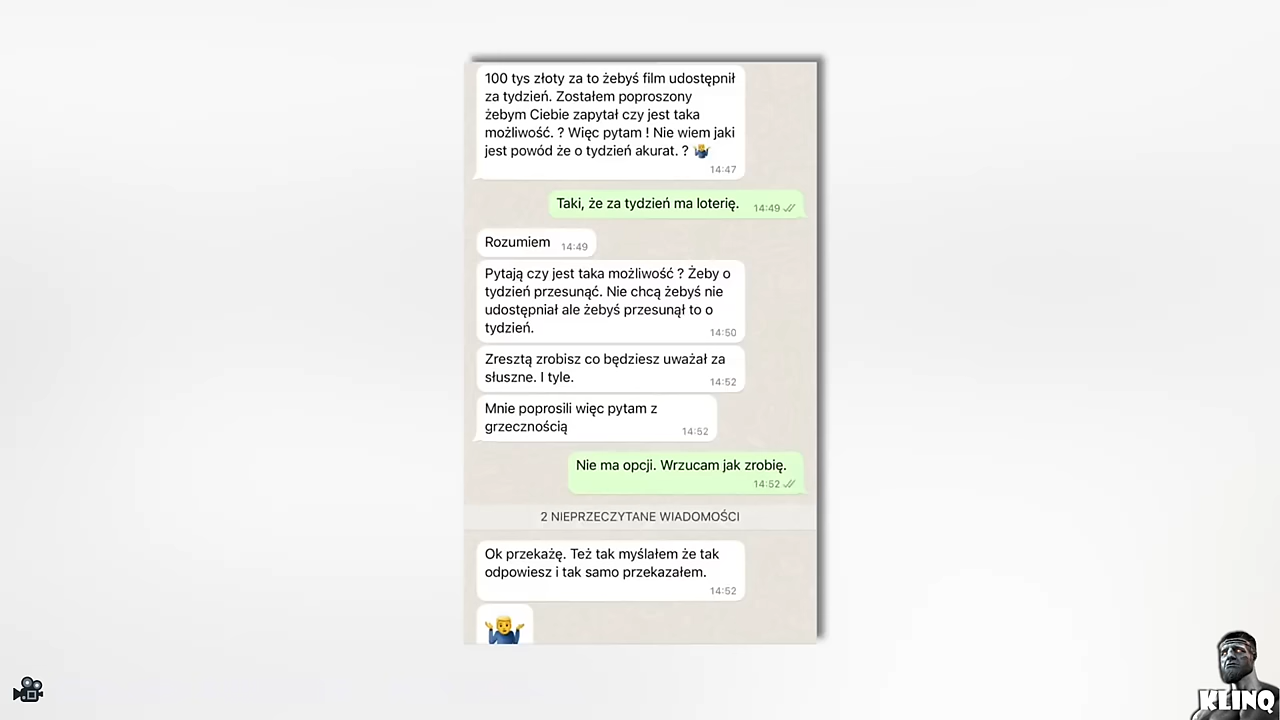 100 tys złoty za to żebyś film udostępnił
za tydzień. Zostałem poproszony
żebym Ciebie zapytał czy jest taka
możliwość. ? Więc pytam ! Nie wiem jaki
jest powód że o tydzień akurat. ? 🤷‍♂️
14:47
Taki, że za tydzień ma loterię. 14:49
Rozumiem 14:49
Pytają czy jest taka możliwość ? Żeby o
tydzień przesunąć. Nie chcą żebyś nie
udostępniał ale żebyś przesunął to o
tydzień. 14:50
Zresztą zrobisz co będziesz uważał za
słuszne. I tyle. 14:52
Mnie poprosili więc pytam z
grzecznością 14:52
Nie ma opcji. Wrzucam jak zrobię.
14:52
2 NIEPRZECZYTANE WIADOMOŚCI
Ok przekażę. Też tak myślałem że tak
odpowiesz i tak samo przekazałem.
14:52
KLINQ